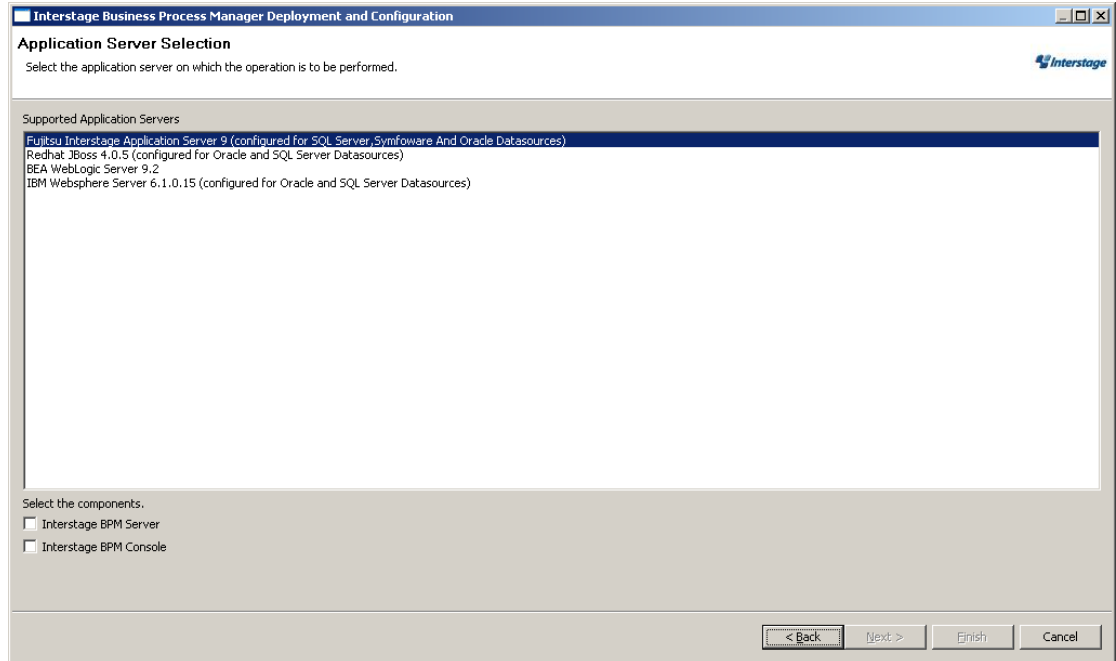 Interstage Business Process Manager Deployment and Configuration
Application Server Selection
Select the application server on which the operation is to be performed.
Interstage
Supported Application Servers
Fujitsu Interstage Application Server 9 (configured for SQL Server,Symfoware And Oracle Datasources)
Redhat JBoss 4.0.5 (configured for Oracle and SQL Server Datasources)
BEA WebLogic Server 9.2
IBM Websphere Server 6.1.0.15 (configured for Oracle and SQL Server Datasources)
Select the components.
Interstage BPM Server
Interstage BPM Console
< Back Next > Finish Cancel